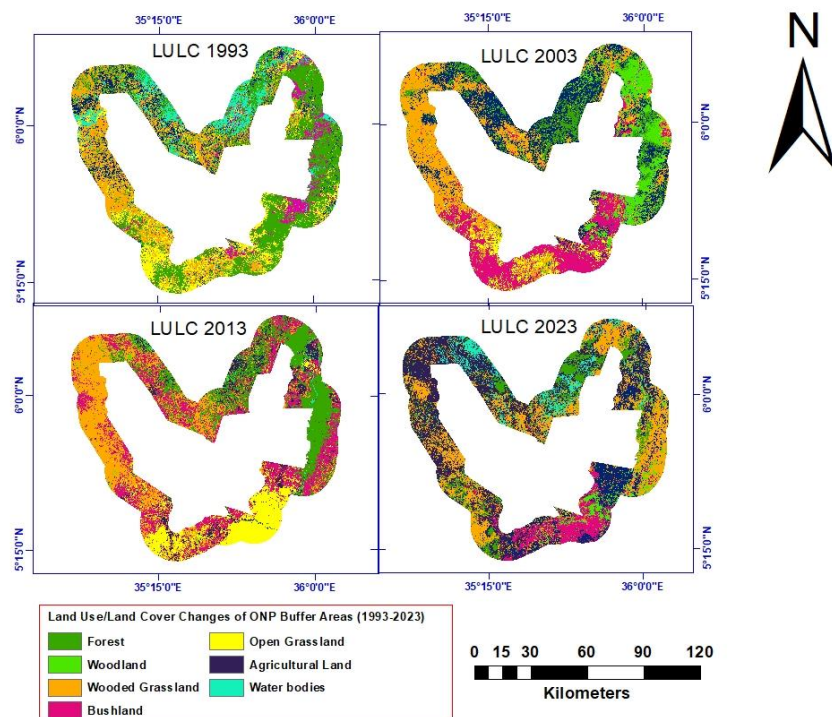 35°15'0"E 36°0'0"E 35°15'0"E 36°0'0"E
N
LULC 1993 LULC 2003
6°0'0"N 6°0'0"N
5°15'0"N 5°15'0"N
LULC 2013 LULC 2023
6°0'0"N 6°0'0"N
5°15'0"N 5°15'0"N
35°15'0"E 36°0'0"E 35°15'0"E 36°0'0"E
Land Use/Land Cover Changes of ONP Buffer Areas (1993-2023)
Forest Open Grassland
Woodland Agricultural Land
Wooded Grassland Water bodies
Bushland
0 15 30 60 90 120
Kilometers